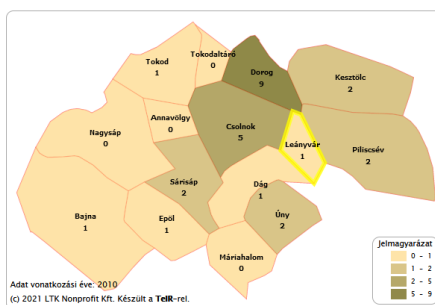 Tokodaltáró
0
Tokod
1
Dorog
9
Kesztölc
2
Annavölgy
0
Nagysáp
0
Csolnok
5
Leányvár
1
Piliscsév
2
Sárisáp
2
Dág
1
Bajna
1
Epöl
1
Úny
2
Máriahalom
0
Jelmagyarázat
0 - 1
1 - 2
2 - 5
5 - 9
Adat vonatkozási éve: 2010
(c) 2021 LTK Nonprofit Kft. Készült a TeIR-rel.